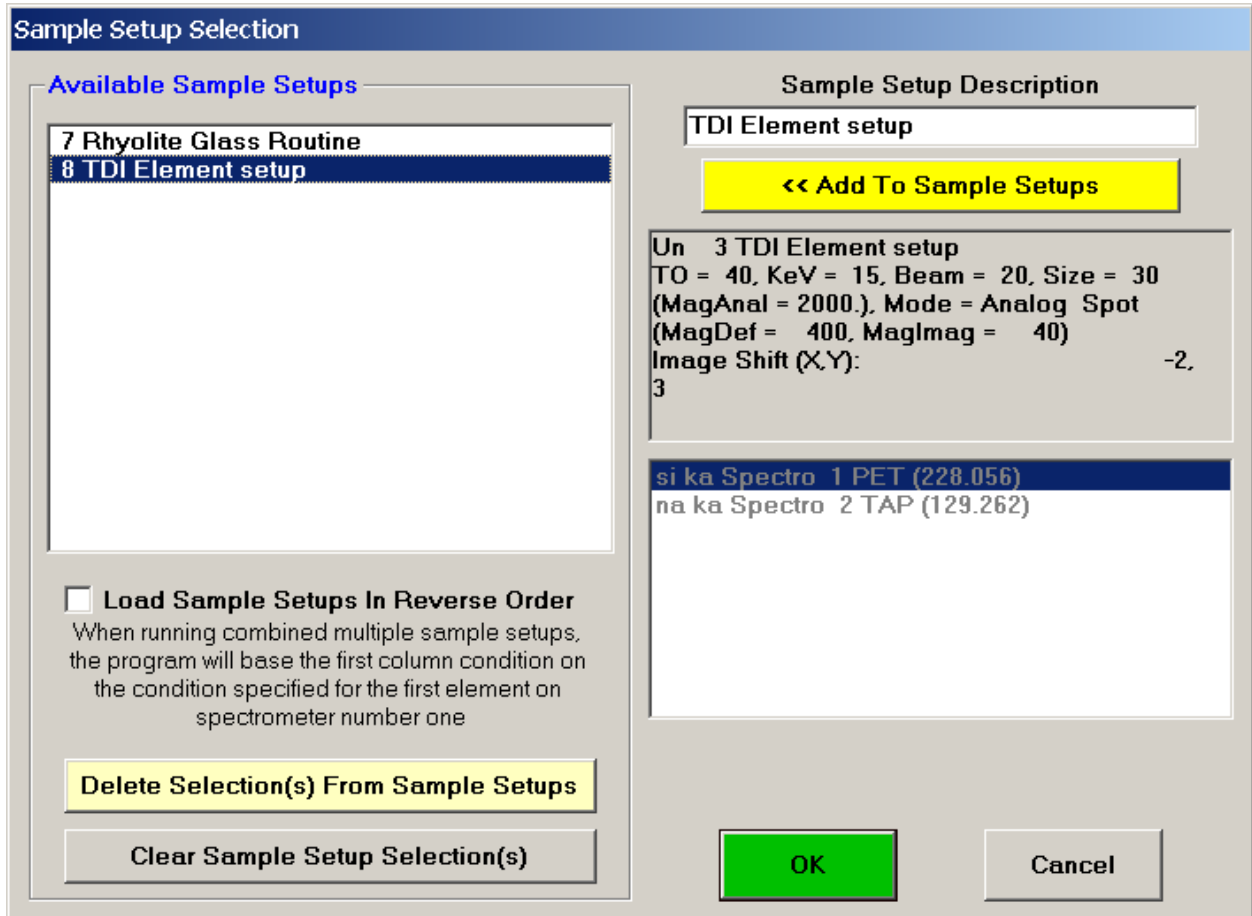 Sample Setup Selection
Available Sample Setups
7 Rhyolite Glass Routine
8 TDI Element setup
Load Sample Setups In Reverse Order
When running combined multiple sample setups,
the program will base the first column condition on
the condition specified for the first element on
spectrometer number one
Delete Selection(s) From Sample Setups
Clear Sample Setup Selection(s)
Sample Setup Description
TDI Element setup
<< Add To Sample Setups
Un 3 TDI Element setup
TO = 40, KeV = 15, Beam = 20, Size = 30
(MagAnal = 2000.), Mode = Analog Spot
(MagDef = 400, MagImag = 40)
Image Shift (X,Y): -2,
3
si ka Spectro 1 PET (228.056)
na ka Spectro 2 TAP (129.262)
OK
Cancel